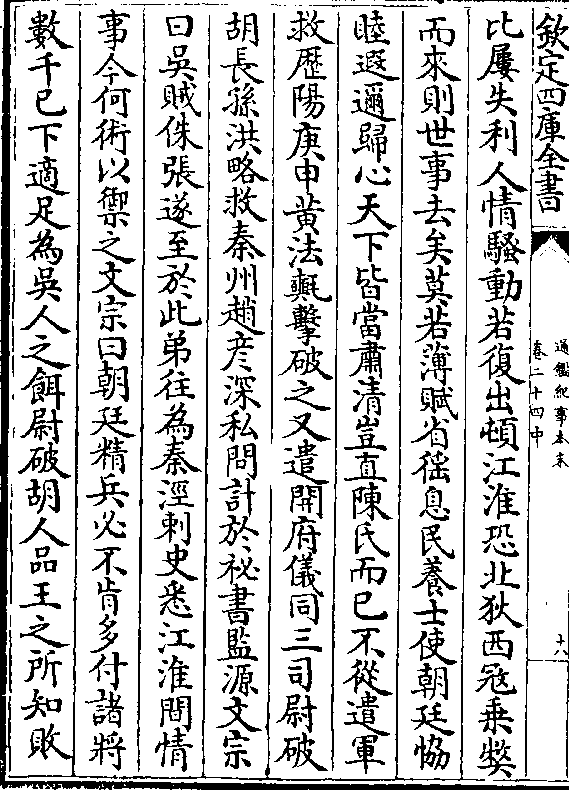 欽定四庫全書
通鑑紀事本末
卷二十四中
十八
比屢失利人情騷動若復出頓江淮恐北狄西冦乗弊
而來則世事去矣莫若薄賦省徭息民養士使朝廷恊
睦遐邇歸心天下皆當肅清豈直陳氏而已不從遣軍
救歴陽庚申黄法𣰋擊破之又遣開府儀同三司尉破
胡長孫洪略救秦州趙彦深私問計於祕書監源文宗
曰吳賊侏張遂至於此弟往為秦涇刺史悉江淮間情
事今何術以禦之文宗曰朝廷精兵必不肯多付諸將
數千已下適足為吳人之餌尉破胡人品王之所知敗